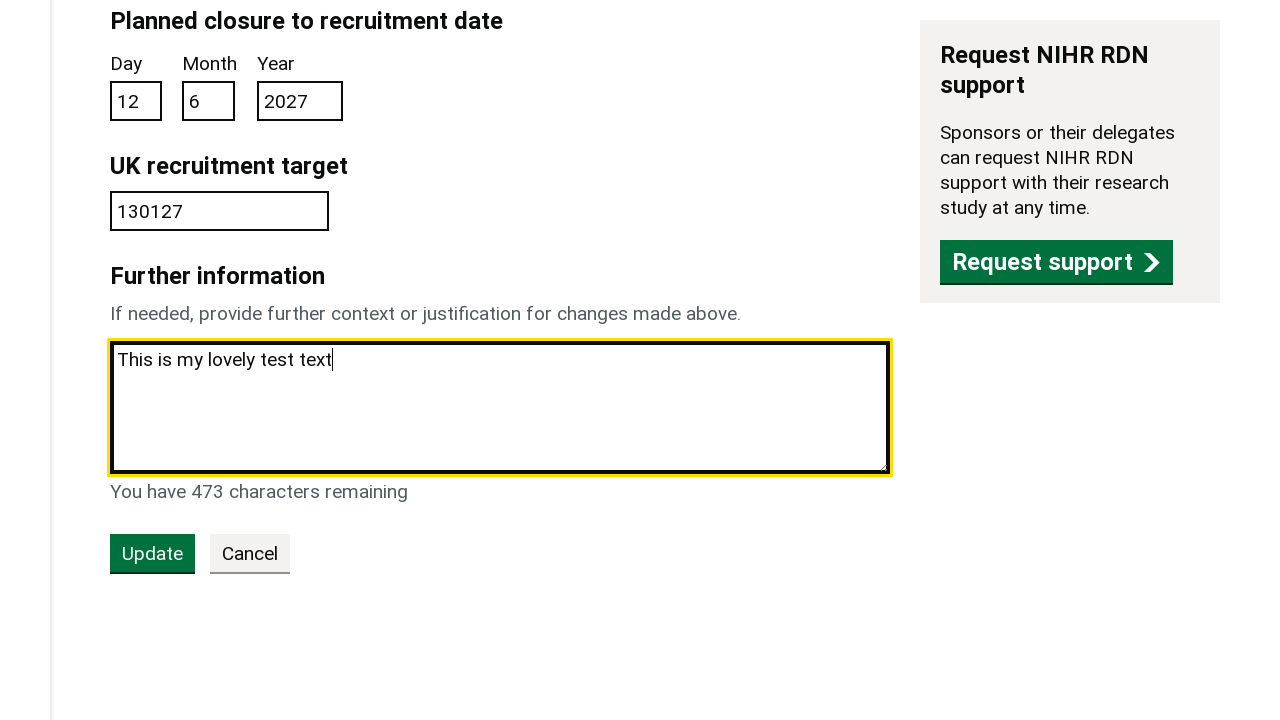 Planned closure to recruitment date
Day Month Year
12 6 2027
UK recruitment target
130127
Further information
If needed, provide further context or justification for changes made above.
This is my lovely test text
You have 473 characters remaining
Update Cancel
Request NIHR RDN
support
Sponsors or their delegates
can request NIHR RDN
support with their research
study at any time.
Request support